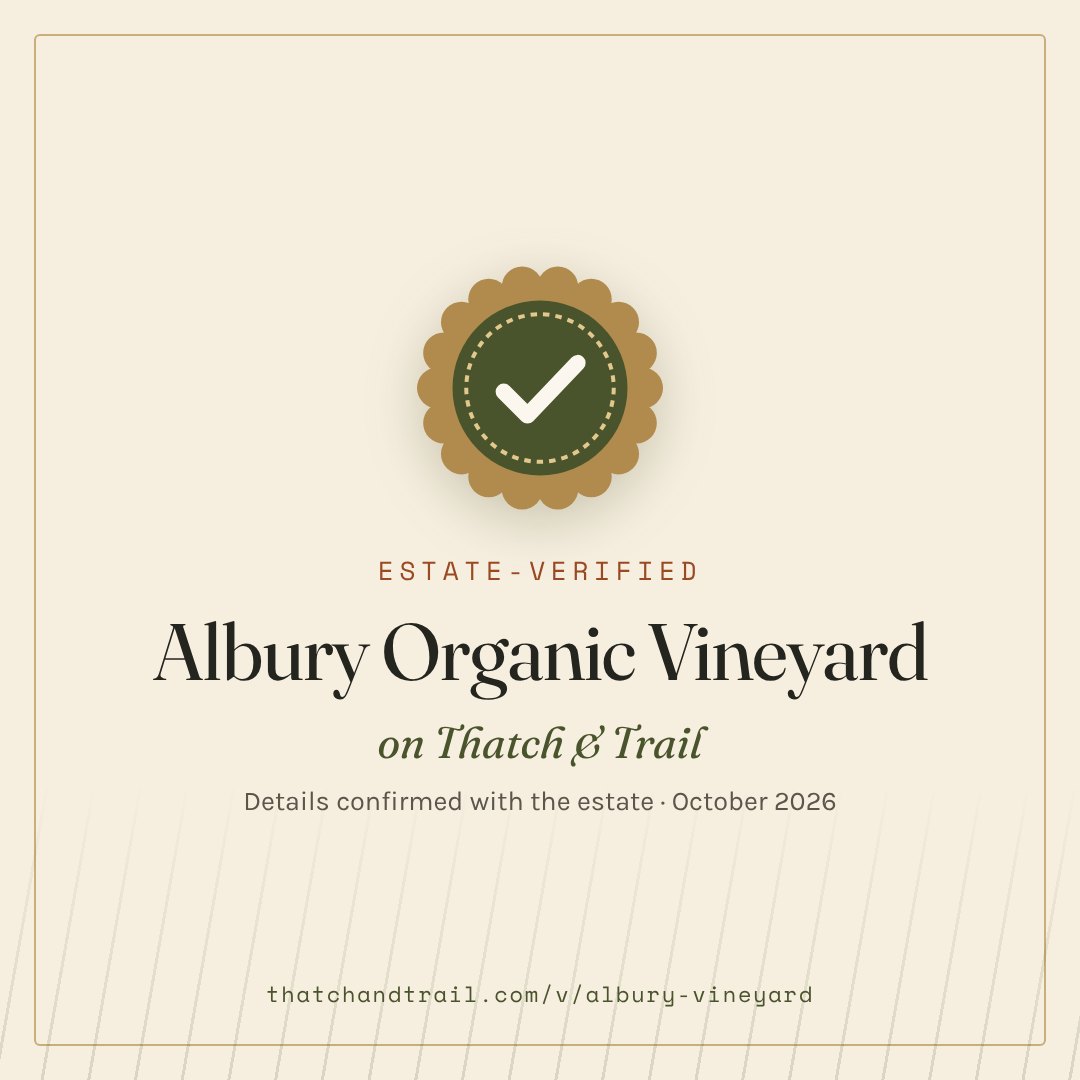 ESTATE-VERIFIED
Albury Organic Vineyard
on Thatch & Trail
Details confirmed with the estate · October 2026
thatchandtrail.com/v/albury-vineyard